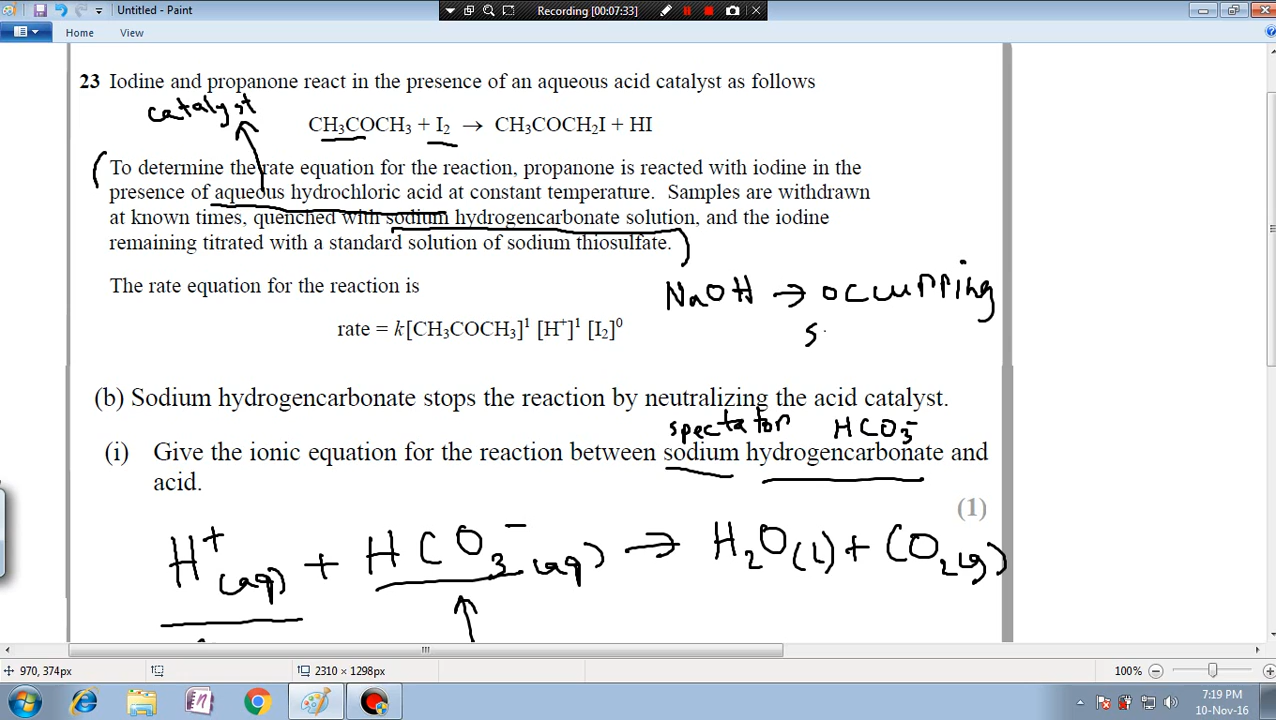 Untitled - Paint
Recording [00:07:33]
Home View
23 Iodine and propanone react in the presence of an aqueous acid catalyst as follows
catalyst
CH₃COCH₃ + I₂ → CH₃COCH₂I + HI
To determine the rate equation for the reaction, propanone is reacted with iodine in the
presence of aqueous hydrochloric acid at constant temperature. Samples are withdrawn
at known times, quenched with sodium hydrogencarbonate solution, and the iodine
remaining titrated with a standard solution of sodium thiosulfate.
The rate equation for the reaction is
NaOH → occurring
s
rate = k[CH₃COCH₃]¹ [H⁺]¹ [I₂]⁰
(b) Sodium hydrogencarbonate stops the reaction by neutralizing the acid catalyst.
spectator HCO₃⁻
(i) Give the ionic equation for the reaction between sodium hydrogencarbonate and
acid.
(1)
H⁺(aq) + HCO₃⁻(aq) → H₂O(l) + CO₂(g)
970, 374px
2310 × 1298px
100%
7:19 PM
10-Nov-16